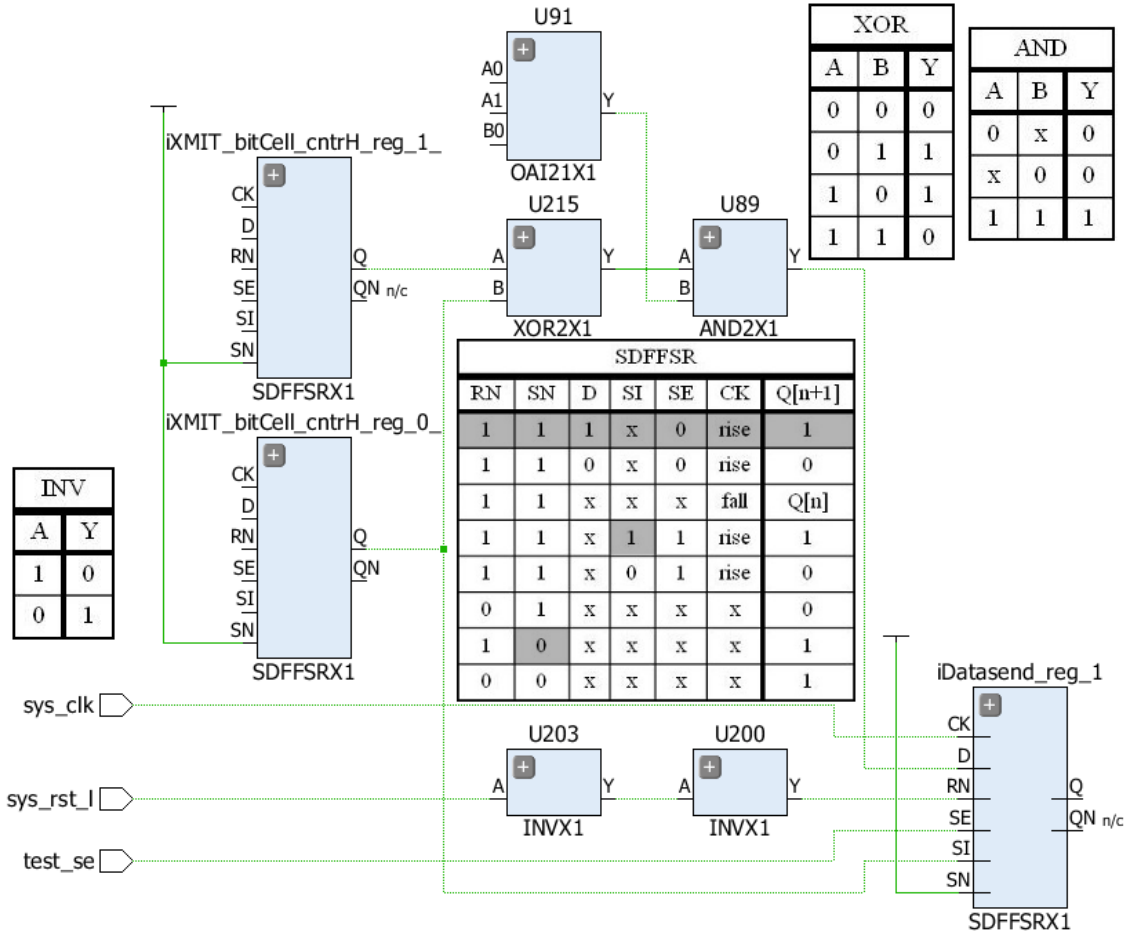 U91
A0
A1
B0
Y
OAI21X1
XOR
A B Y
0 0 0
0 1 1
1 0 1
1 1 0
AND
A B Y
0 x 0
x 0 0
1 1 1
iXMIT_bitCell_cntrH_reg_1_
CK
D
RN
SE
SI
SN
Q
QN n/c
SDFFSRX1
U215
A
B
Y
XOR2X1
U89
A
B
Y
AND2X1
iXMIT_bitCell_cntrH_reg_0_
CK
D
RN
SE
SI
SN
Q
QN
SDFFSRX1
SDFFSR
RN SN D SI SE CK Q[n+1]
1 1 1 x 0 rise 1
1 1 0 x 0 rise 0
1 1 x x x fall Q[n]
1 1 x 1 1 rise 1
1 1 x 0 1 rise 0
0 1 x x x x 0
1 0 x x x x 1
0 0 x x x x 1
INV
A Y
1 0
0 1
sys_clk
sys_rst_l
test_se
U203
A
Y
INVX1
U200
A
Y
INVX1
iDatasend_reg_1
CK
D
RN
SE
SI
SN
Q
QN n/c
SDFFSRX1